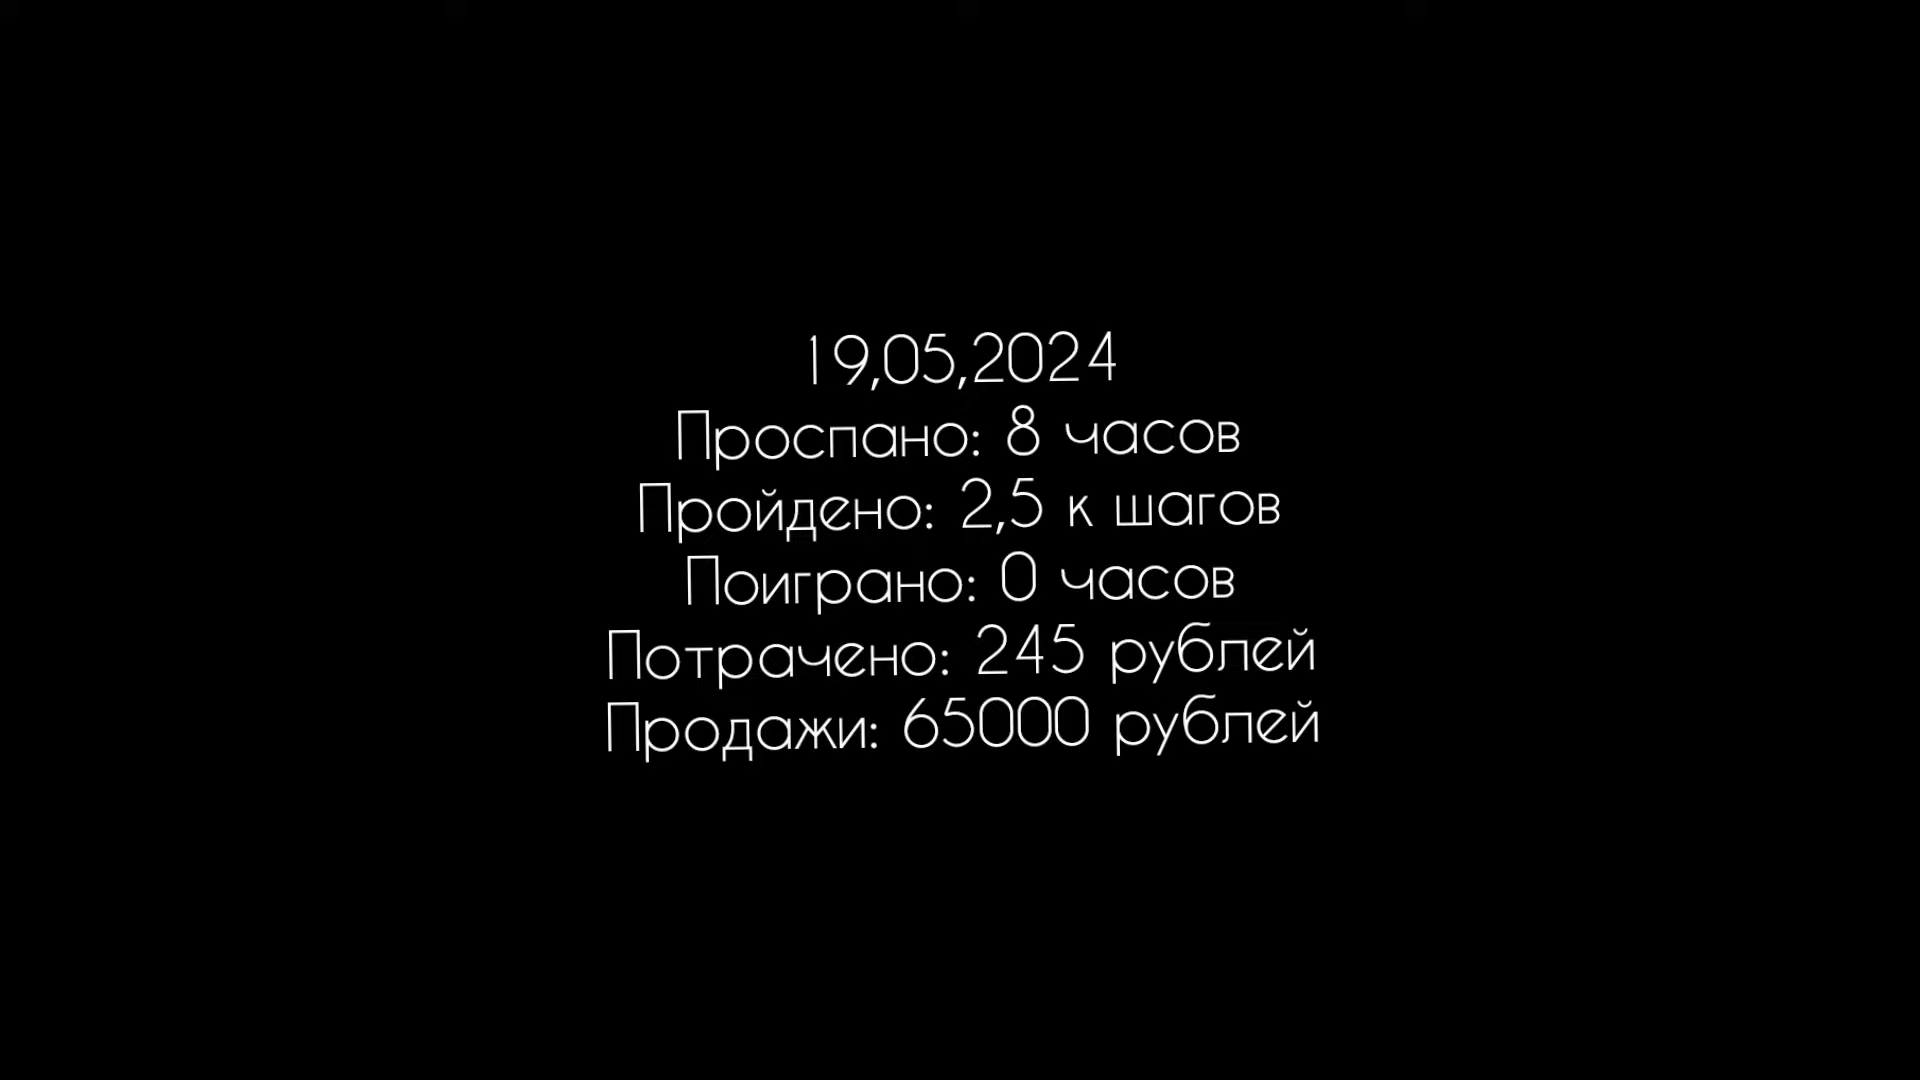 19,05,2024
Проспано: 8 часов
Пройдено: 2,5 к шагов
Поиграно: 0 часов
Потрачено: 245 рублей
Продажи: 65000 рублей